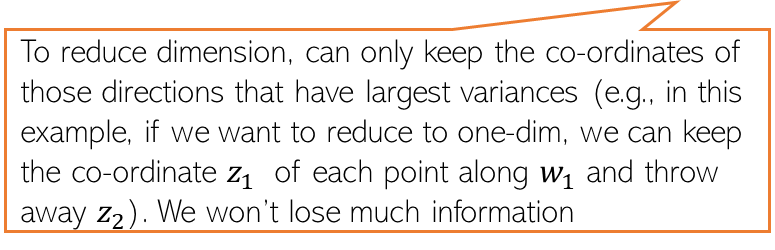 To reduce dimension, can only keep the co-ordinates of
those directions that have largest variances (e.g., in this
example, if we want to reduce to one-dim, we can keep
the co-ordinate z₁ of each point along w₁ and throw
away z₂). We won't lose much information